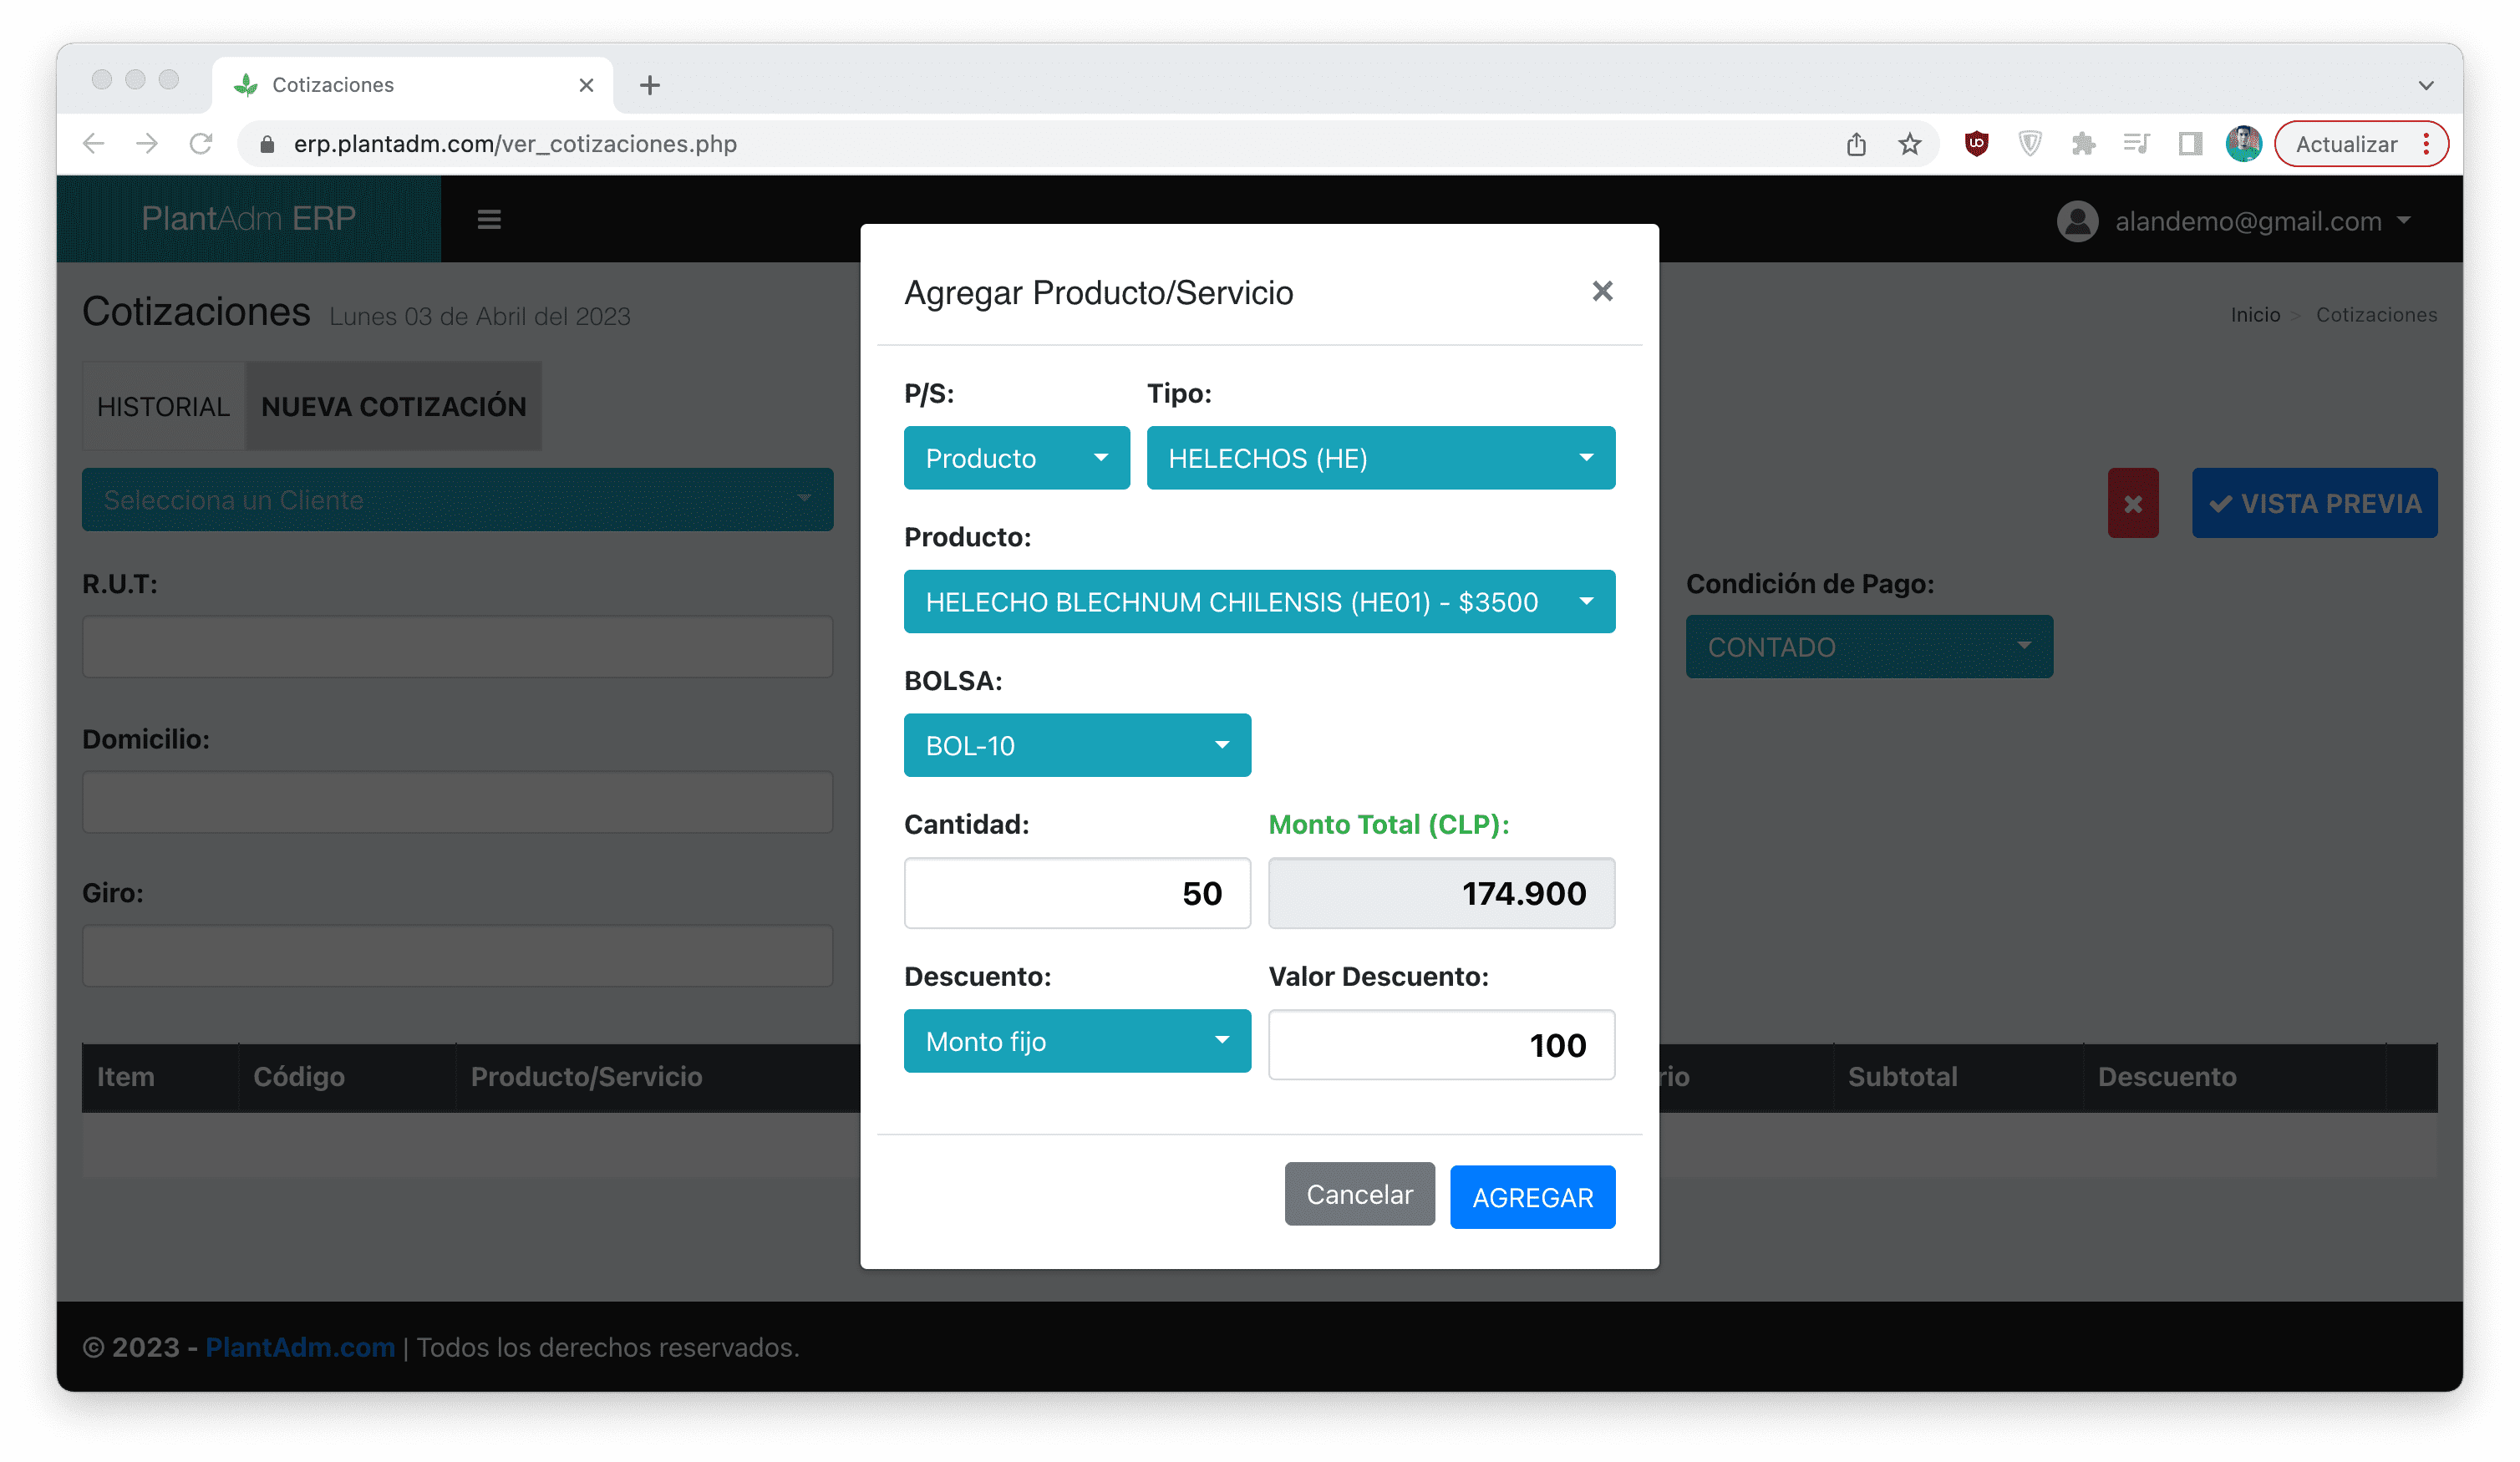 Cotizaciones
erp.plantadm.com/ver_cotizaciones.php
Actualizar
PlantAdm ERP
alandemo@gmail.com
Cotizaciones Lunes 03 de Abril del 2023
Inicio > Cotizaciones
HISTORIAL NUEVA COTIZACIÓN
Selecciona un Cliente
VISTA PREVIA
R.U.T:
Condición de Pago:
CONTADO
Domicilio:
Giro:
Item Código Producto/Servicio rio Subtotal Descuento
Agregar Producto/Servicio
P/S: Tipo:
Producto HELECHOS (HE)
Producto:
HELECHO BLECHNUM CHILENSIS (HE01) - $3500
BOLSA:
BOL-10
Cantidad: Monto Total (CLP):
50 174.900
Descuento: Valor Descuento:
Monto fijo 100
Cancelar AGREGAR
© 2023 - PlantAdm.com | Todos los derechos reservados.